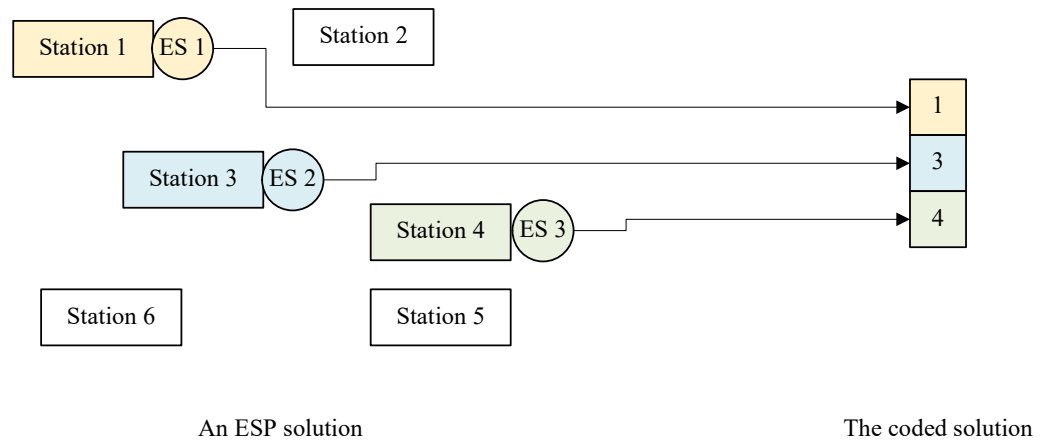 Station 1
ES 1
Station 2
1
Station 3
ES 2
3
Station 4
ES 3
4
Station 6
Station 5
An ESP solution
The coded solution